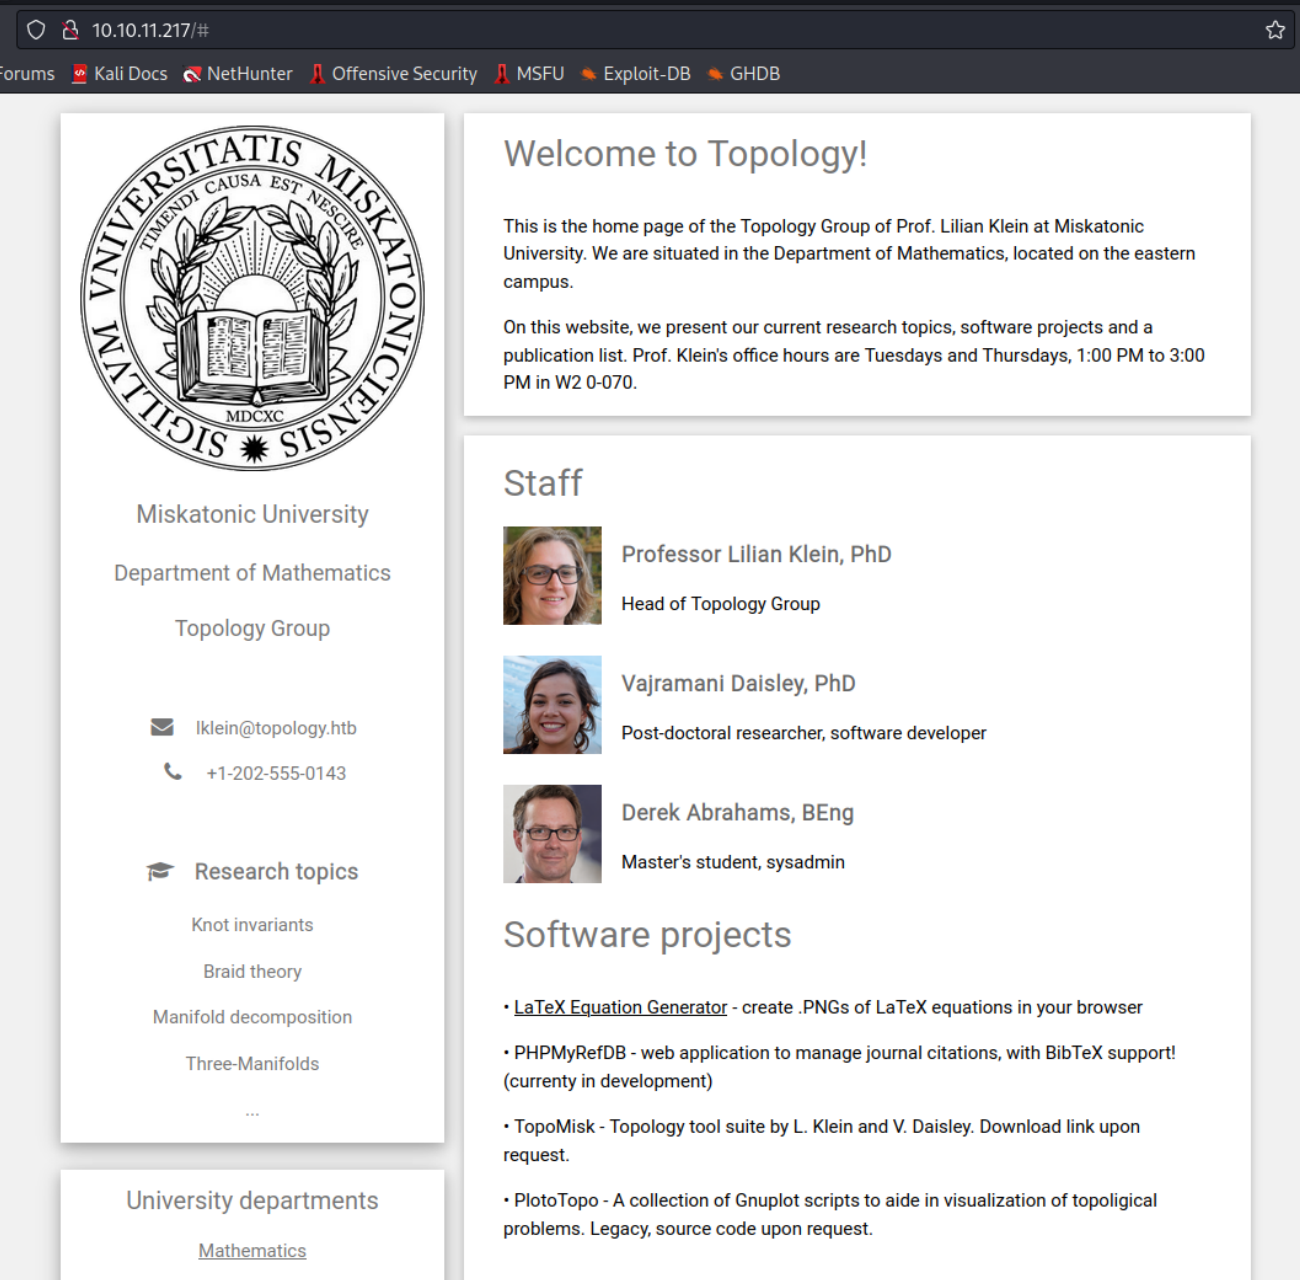 10.10.11.217/#
Forums Kali Docs NetHunter Offensive Security MSFU Exploit-DB GHDB
SIGILLVM VNIVERSITATIS MISKATONICIENSIS
TIMENDI CAUSA EST NESCIRE
MDCXC
Miskatonic University
Department of Mathematics
Topology Group
lklein@topology.htb
+1-202-555-0143
Research topics
Knot invariants
Braid theory
Manifold decomposition
Three-Manifolds
...
University departments
Mathematics
Welcome to Topology!
This is the home page of the Topology Group of Prof. Lilian Klein at Miskatonic
University. We are situated in the Department of Mathematics, located on the eastern
campus.
On this website, we present our current research topics, software projects and a
publication list. Prof. Klein's office hours are Tuesdays and Thursdays, 1:00 PM to 3:00
PM in W2 0-070.
Staff
Professor Lilian Klein, PhD
Head of Topology Group
Vajramani Daisley, PhD
Post-doctoral researcher, software developer
Derek Abrahams, BEng
Master's student, sysadmin
Software projects
• LaTeX Equation Generator - create .PNGs of LaTeX equations in your browser
• PHPMyRefDB - web application to manage journal citations, with BibTeX support!
(currenty in development)
• TopoMisk - Topology tool suite by L. Klein and V. Daisley. Download link upon
request.
• PlotoTopo - A collection of Gnuplot scripts to aide in visualization of topoligical
problems. Legacy, source code upon request.